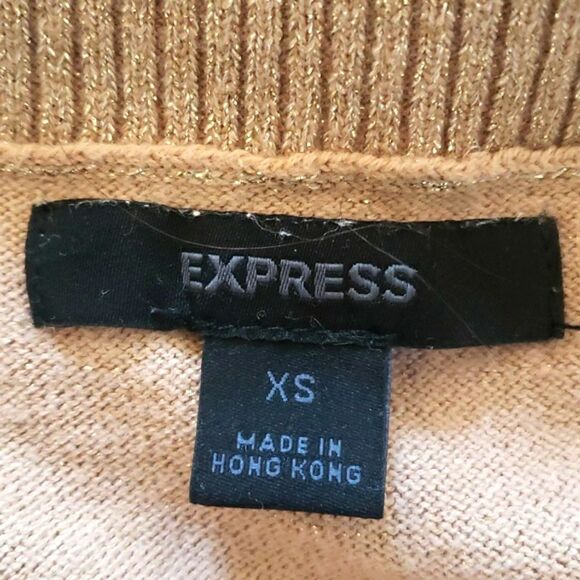 EXPRESS
XS
MADE IN
HONG KONG